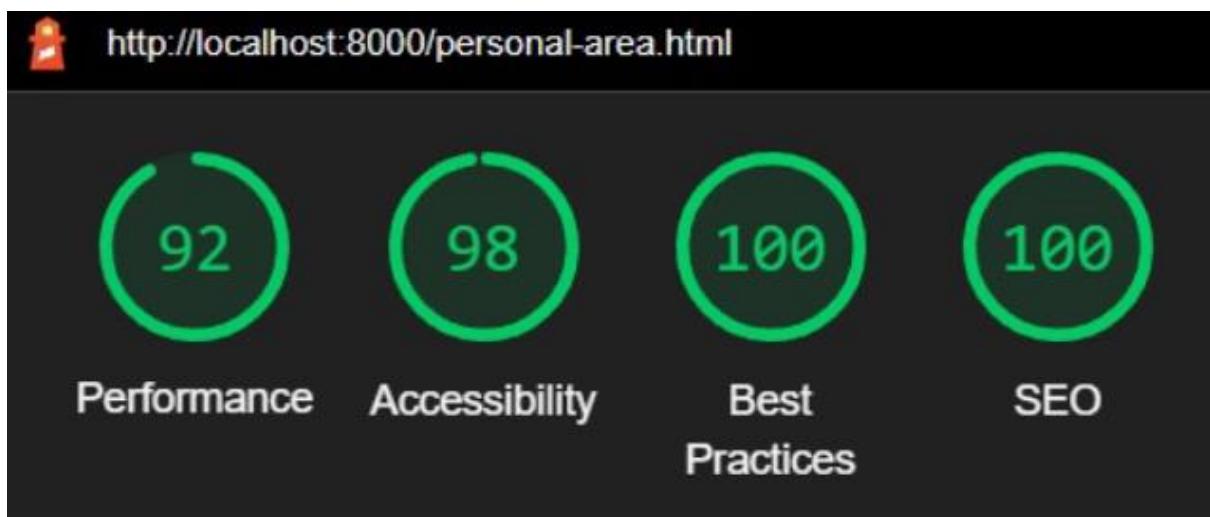 http://localhost:8000/personal-area.html
92
98
100
100
Performance
Accessibility
Best
Practices
SEO